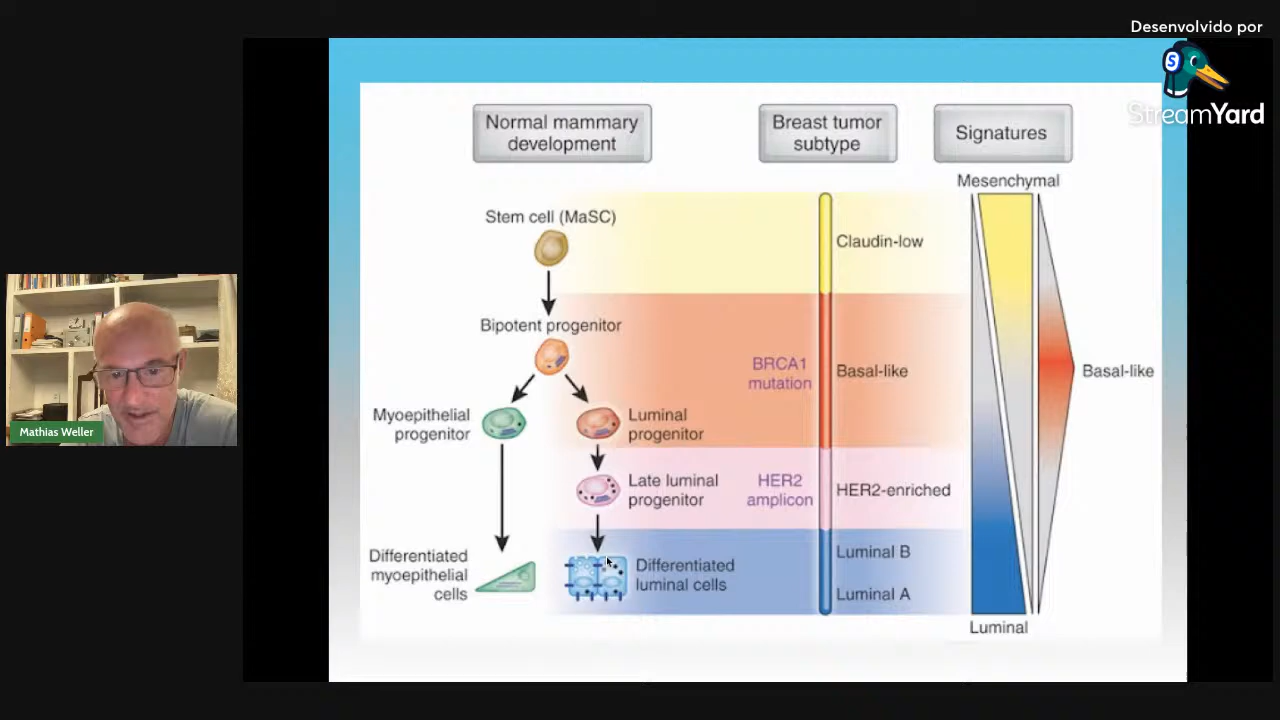 Desenvolvido por
StreamYard
Normal mammary
development
Breast tumor
subtype
Signatures
Mesenchymal
Stem cell (MaSC)
Claudin-low
Bipotent progenitor
BRCA1
mutation
Basal-like
Basal-like
Myoepithelial
progenitor
Luminal
progenitor
Late luminal
progenitor
HER2
amplicon
HER2-enriched
Differentiated
myoepithelial
cells
Differentiated
luminal cells
Luminal B
Luminal A
Luminal
Mathias Weller